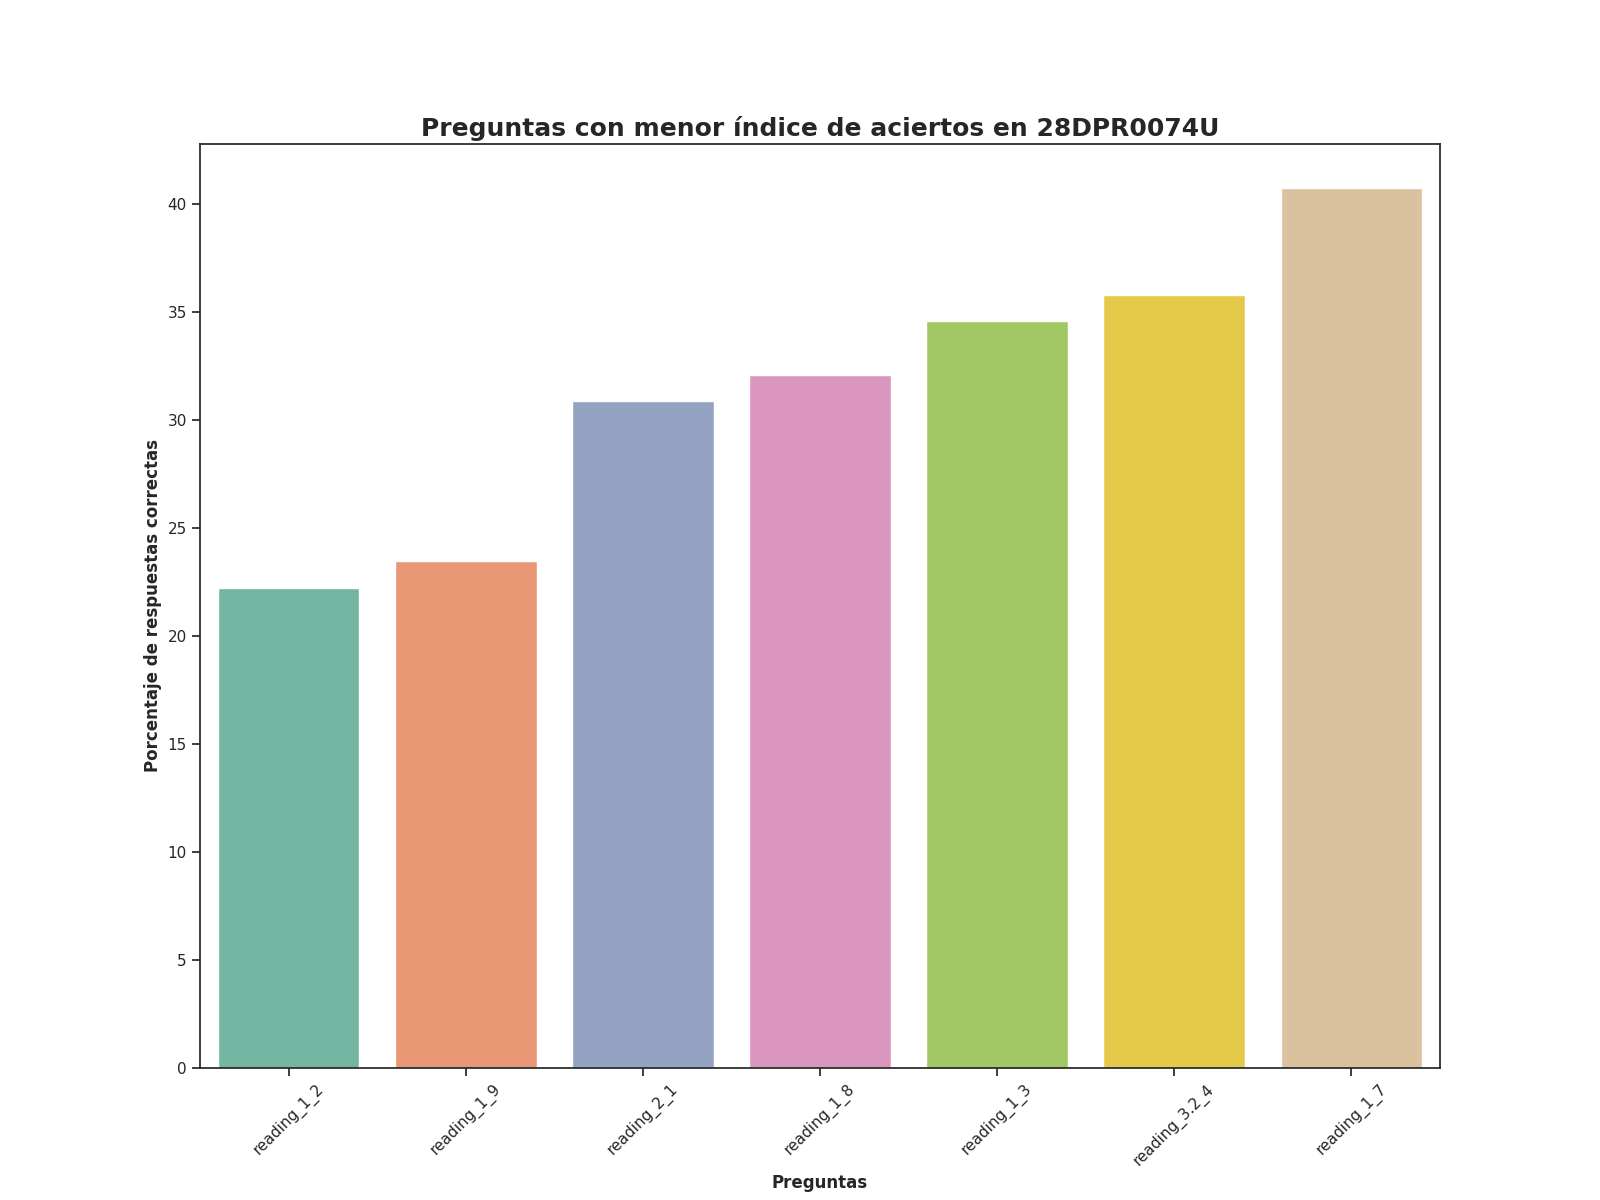 Preguntas con menor índice de aciertos en 28DPR0074U
Porcentaje de respuestas correctas
40
35
30
25
20
15
10
5
0
reading_1_2
reading_1_9
reading_2_1
reading_1_8
reading_1_3
reading_3.2_4
reading_1_7
Preguntas